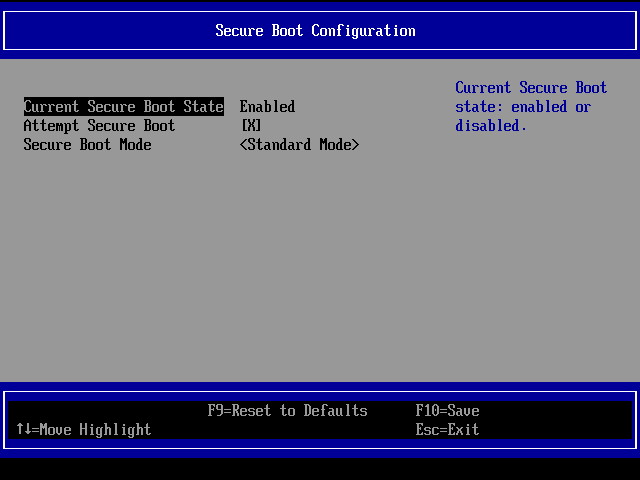 Secure Boot Configuration
Current Secure Boot State Enabled
Attempt Secure Boot [X]
Secure Boot Mode <Standard Mode>
Current Secure Boot
state: enabled or
disabled.
F9=Reset to Defaults F10=Save
↑↓=Move Highlight Esc=Exit